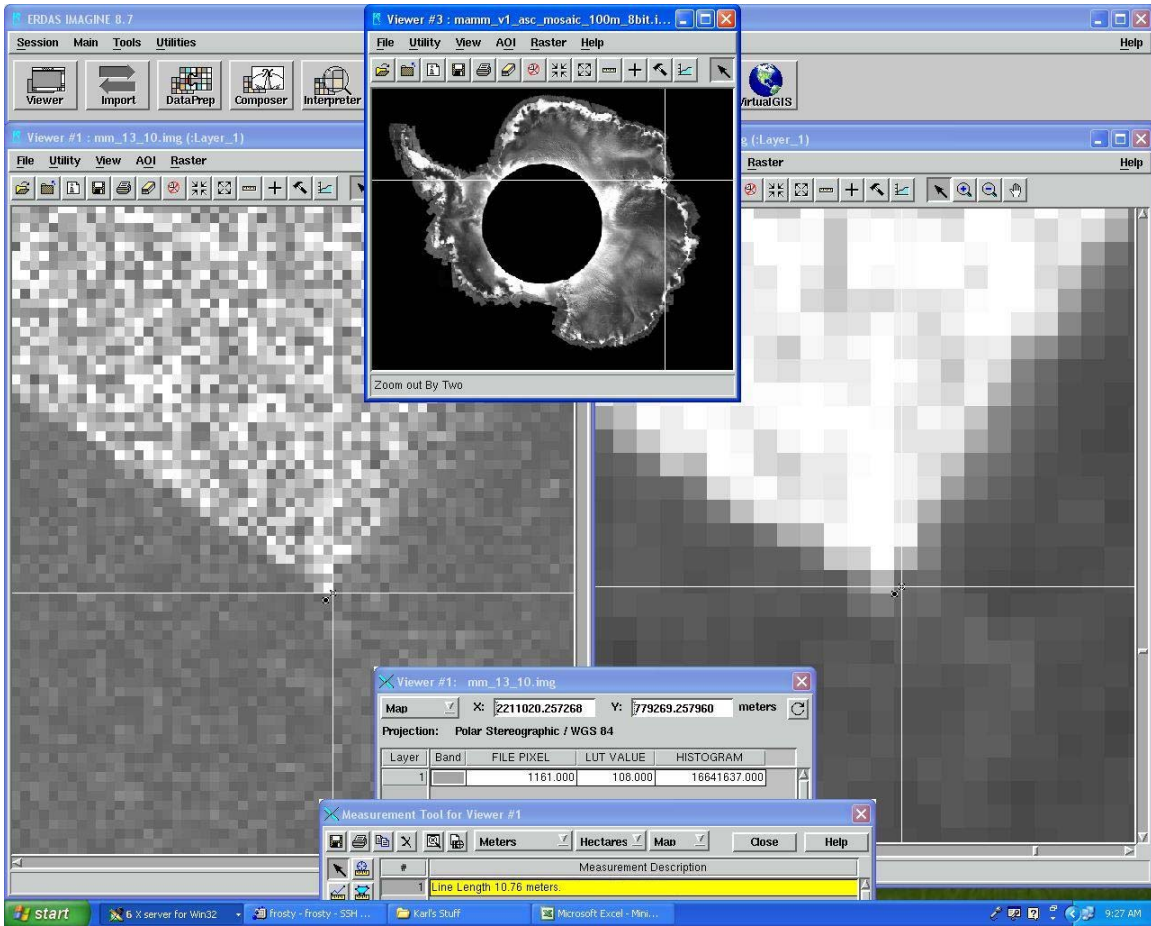 ERDAS IMAGINE 8.7
Session Main Tools Utilities Help
Viewer Import DataPrep Composer Interpreter VirtualGIS
Viewer #3 : mamm_v1_asc_mosaic_100m_8bit.i...
File Utility View AOI Raster Help
Zoom out By Two
Viewer #1 : mm_13_10.img (:Layer_1)
File Utility View AOI Raster
g (:Layer_1)
Raster Help
Viewer #1: mm_13_10.img
Map X: 2211020.257268 Y: 779269.257960 meters
Projection: Polar Stereographic / WGS 84
Layer Band FILE PIXEL LUT VALUE HISTOGRAM
1 1161.000 108.000 16641637.000
Measurement Tool for Viewer #1
Meters Hectares Map Close Help
# Measurement Description
1 Line Length 10.76 meters.
start 6 X server for Win32 frosty - frosty - SSH ... Karl's Stuff Microsoft Excel - Mini... 9:27 AM